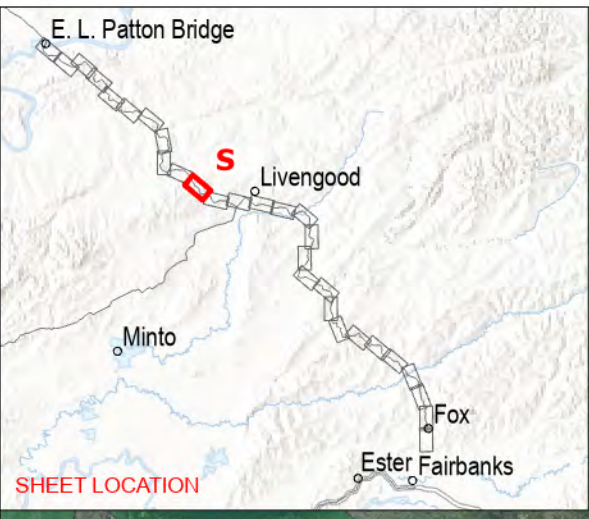 E. L. Patton Bridge
S
Livengood
Minto
Fox
Ester Fairbanks
SHEET LOCATION